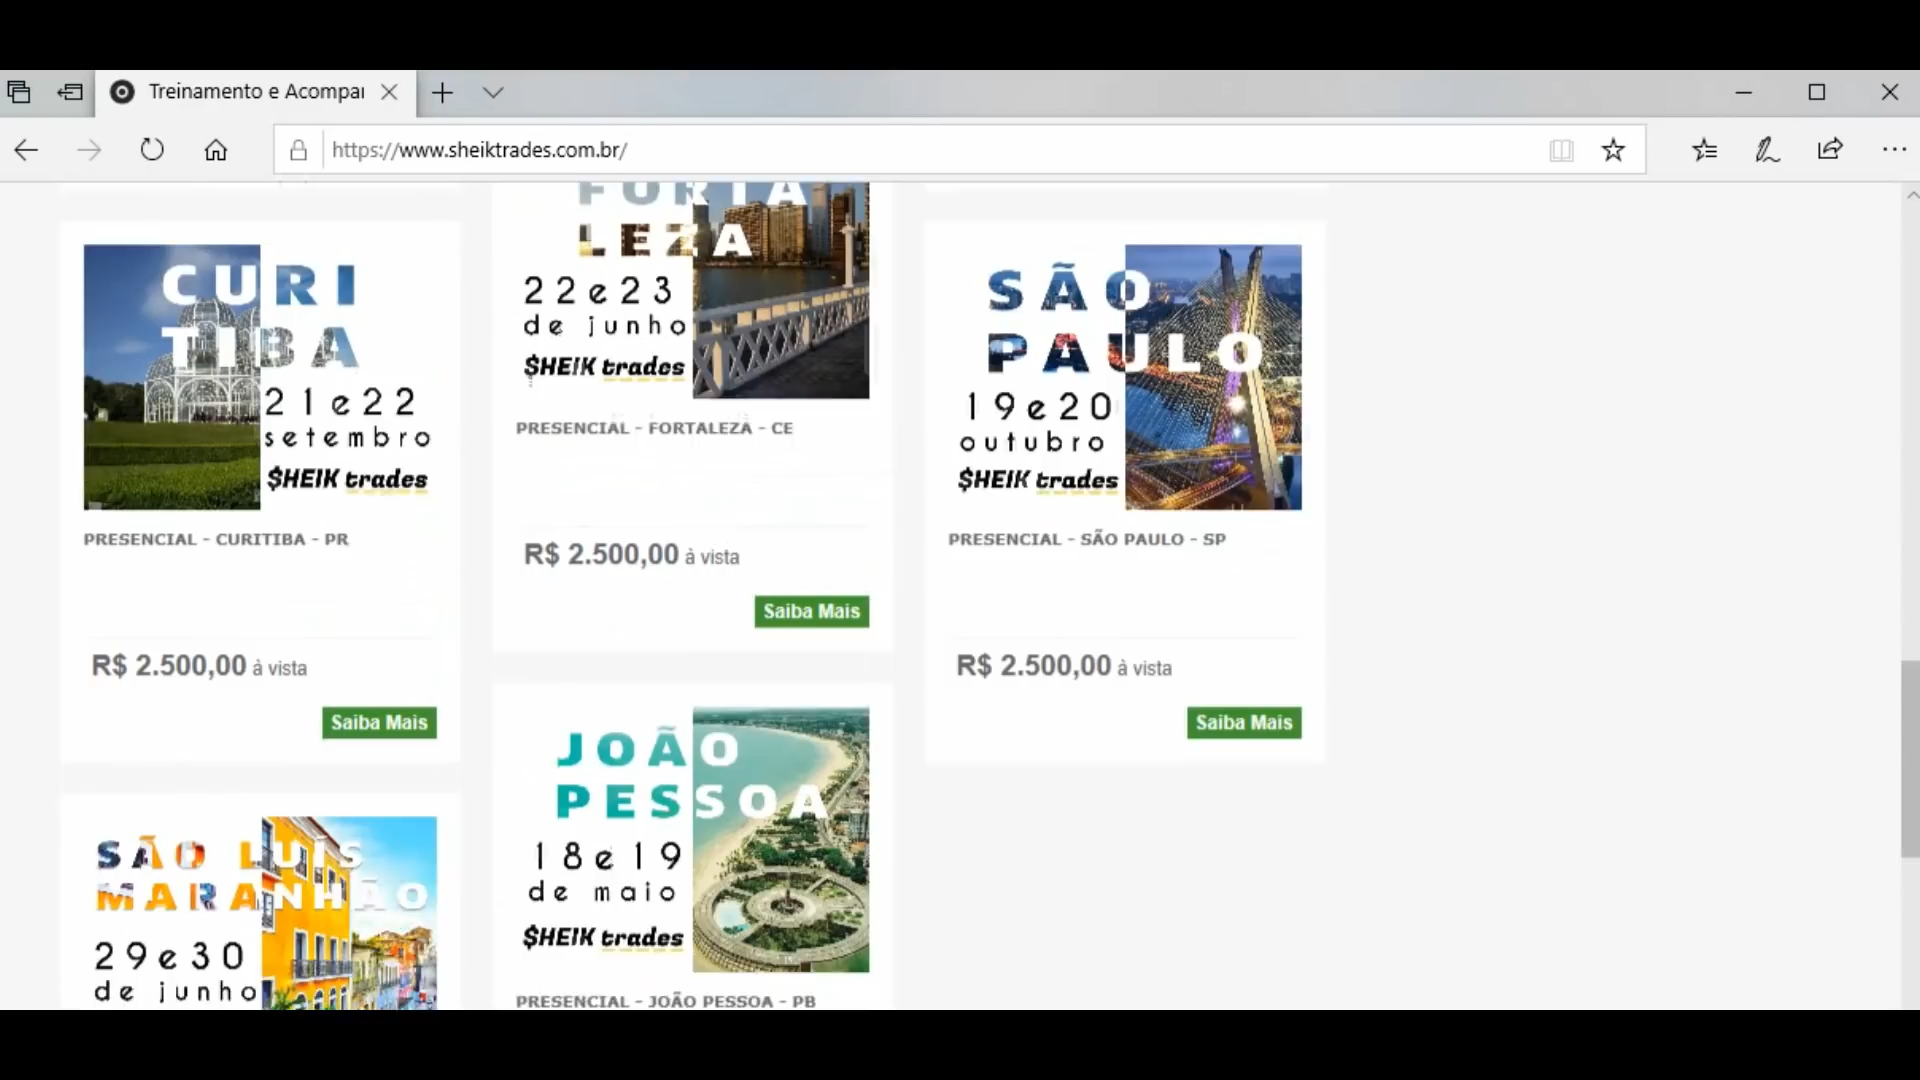 Treinamento e Acompai
https://www.sheiktrades.com.br/
CURI
TIBA
21e22
setembro
$HEIK trades
PRESENCIAL - CURITIBA - PR
R$ 2.500,00 à vista
Saiba Mais
SÃO LUÍS
MARANHÃO
29e30
de junho
FORTA
LEZA
22e23
de junho
$HEIK trades
PRESENCIAL - FORTALEZA - CE
R$ 2.500,00 à vista
Saiba Mais
JOÃO
PESSOA
18e19
de maio
$HEIK trades
PRESENCIAL - JOÃO PESSOA - PB
SÃO
PAULO
19e20
outubro
$HEIK trades
PRESENCIAL - SÃO PAULO - SP
R$ 2.500,00 à vista
Saiba Mais